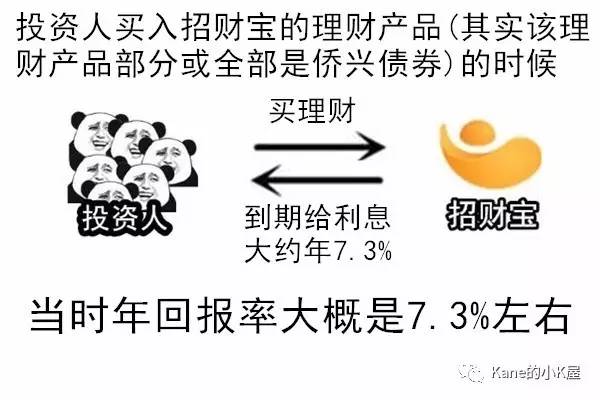 投资人买入招财宝的理财产品(其实该理
财产品部分或全部是侨兴债券)的时候
买理财
投资人
招财宝
到期给利息
大约年7.3%
当时年回报率大概是7.3%左右
Kane的小K屋